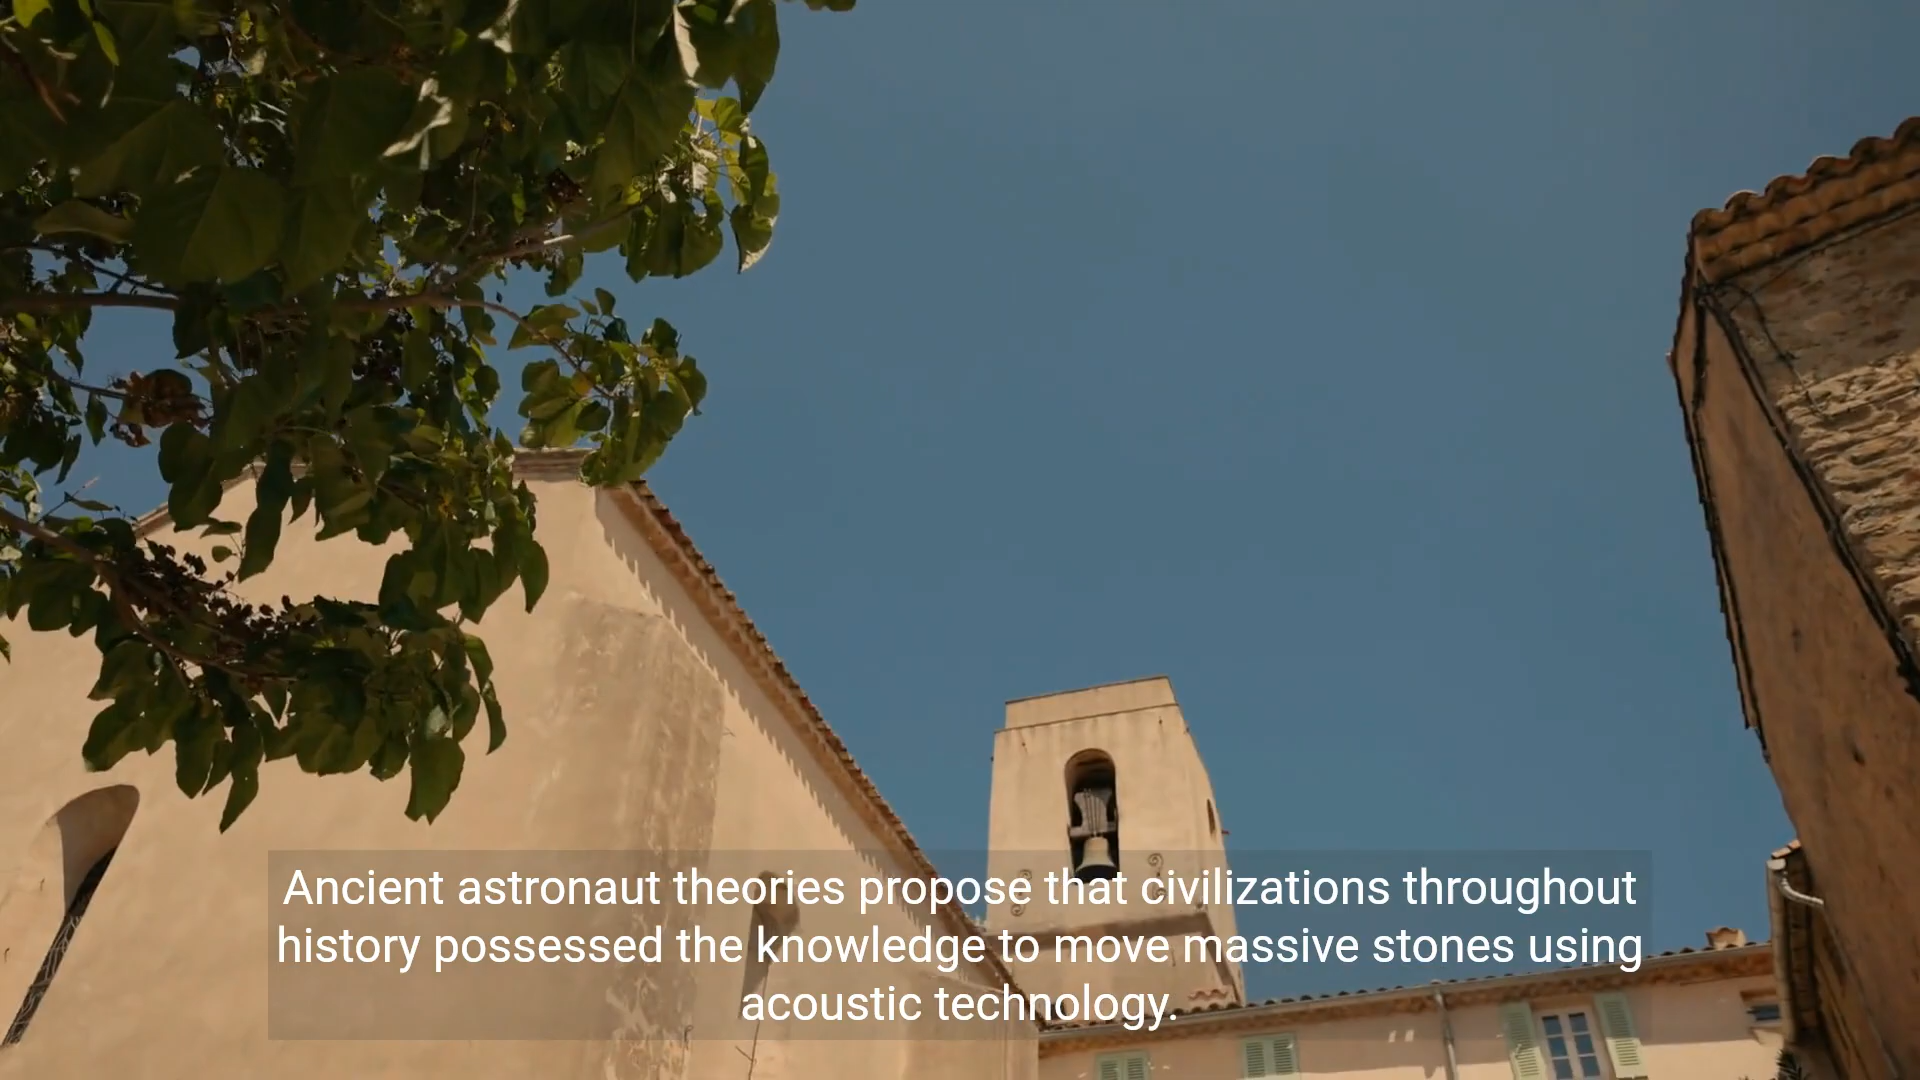 Ancient astronaut theories propose that civilizations throughout
history possessed the knowledge to move massive stones using
acoustic technology.